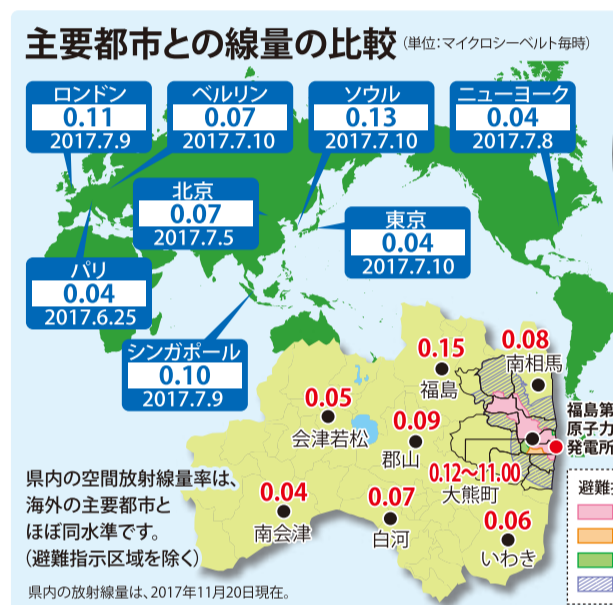 主要都市との線量の比較 (単位:マイクロシーベルト毎時)
ロンドン
0.11
2017.7.9
ベルリン
0.07
2017.7.10
ソウル
0.13
2017.7.10
ニューヨーク
0.04
2017.7.8
北京
0.07
2017.7.5
東京
0.04
2017.7.10
パリ
0.04
2017.6.25
シンガポール
0.10
2017.7.9
0.15
福島
0.08
南相馬
0.05
会津若松
0.09
郡山
福島第
原子力
発電所
0.12〜11.00
大熊町
0.04
南会津
0.07
白河
0.06
いわき
県内の空間放射線量率は、
海外の主要都市と
ほぼ同水準です。
(避難指示区域を除く)
避難指
県内の放射線量は、2017年11月20日現在。